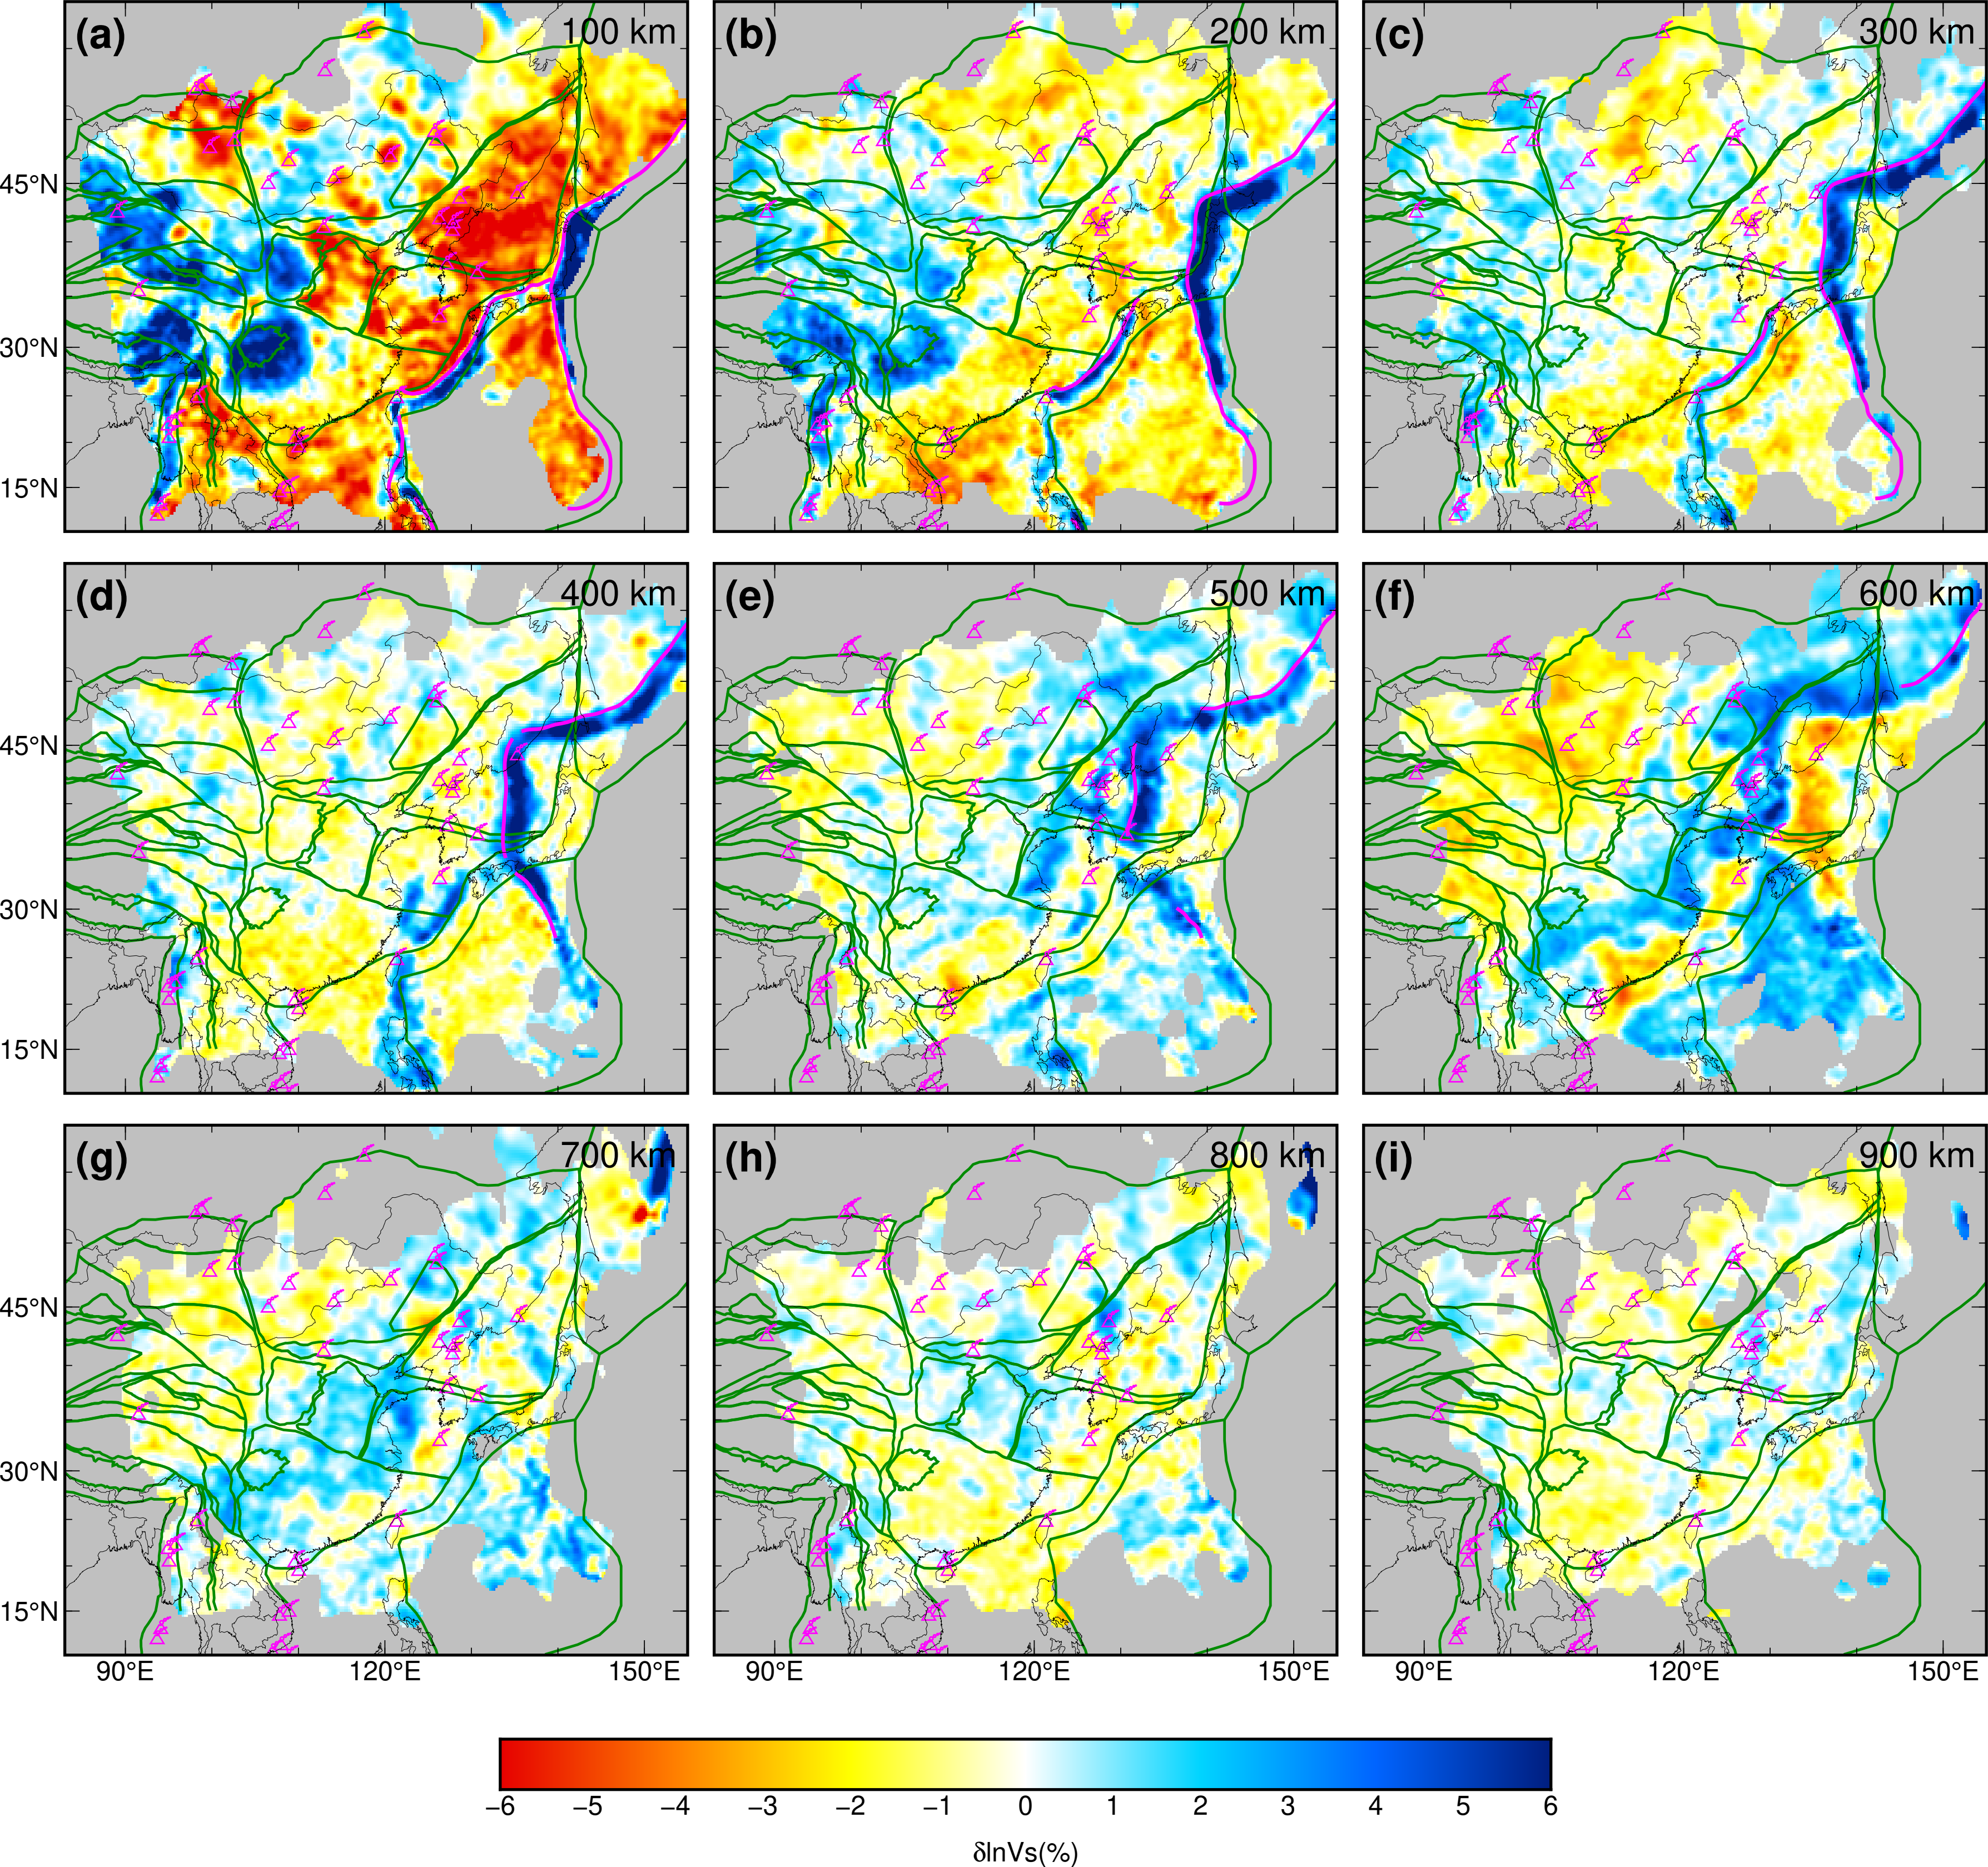 (a) 100 km
(b) 200 km
(c) 300 km
45°N
30°N
15°N
(d) 400 km
(e) 500 km
(f) 600 km
45°N
30°N
15°N
(g) 700 km
(h) 800 km
(i) 900 km
45°N
30°N
15°N
90°E 120°E 150°E
90°E 120°E 150°E
90°E 120°E 150°E
−6 −5 −4 −3 −2 −1 0 1 2 3 4 5 6
δlnVs(%)